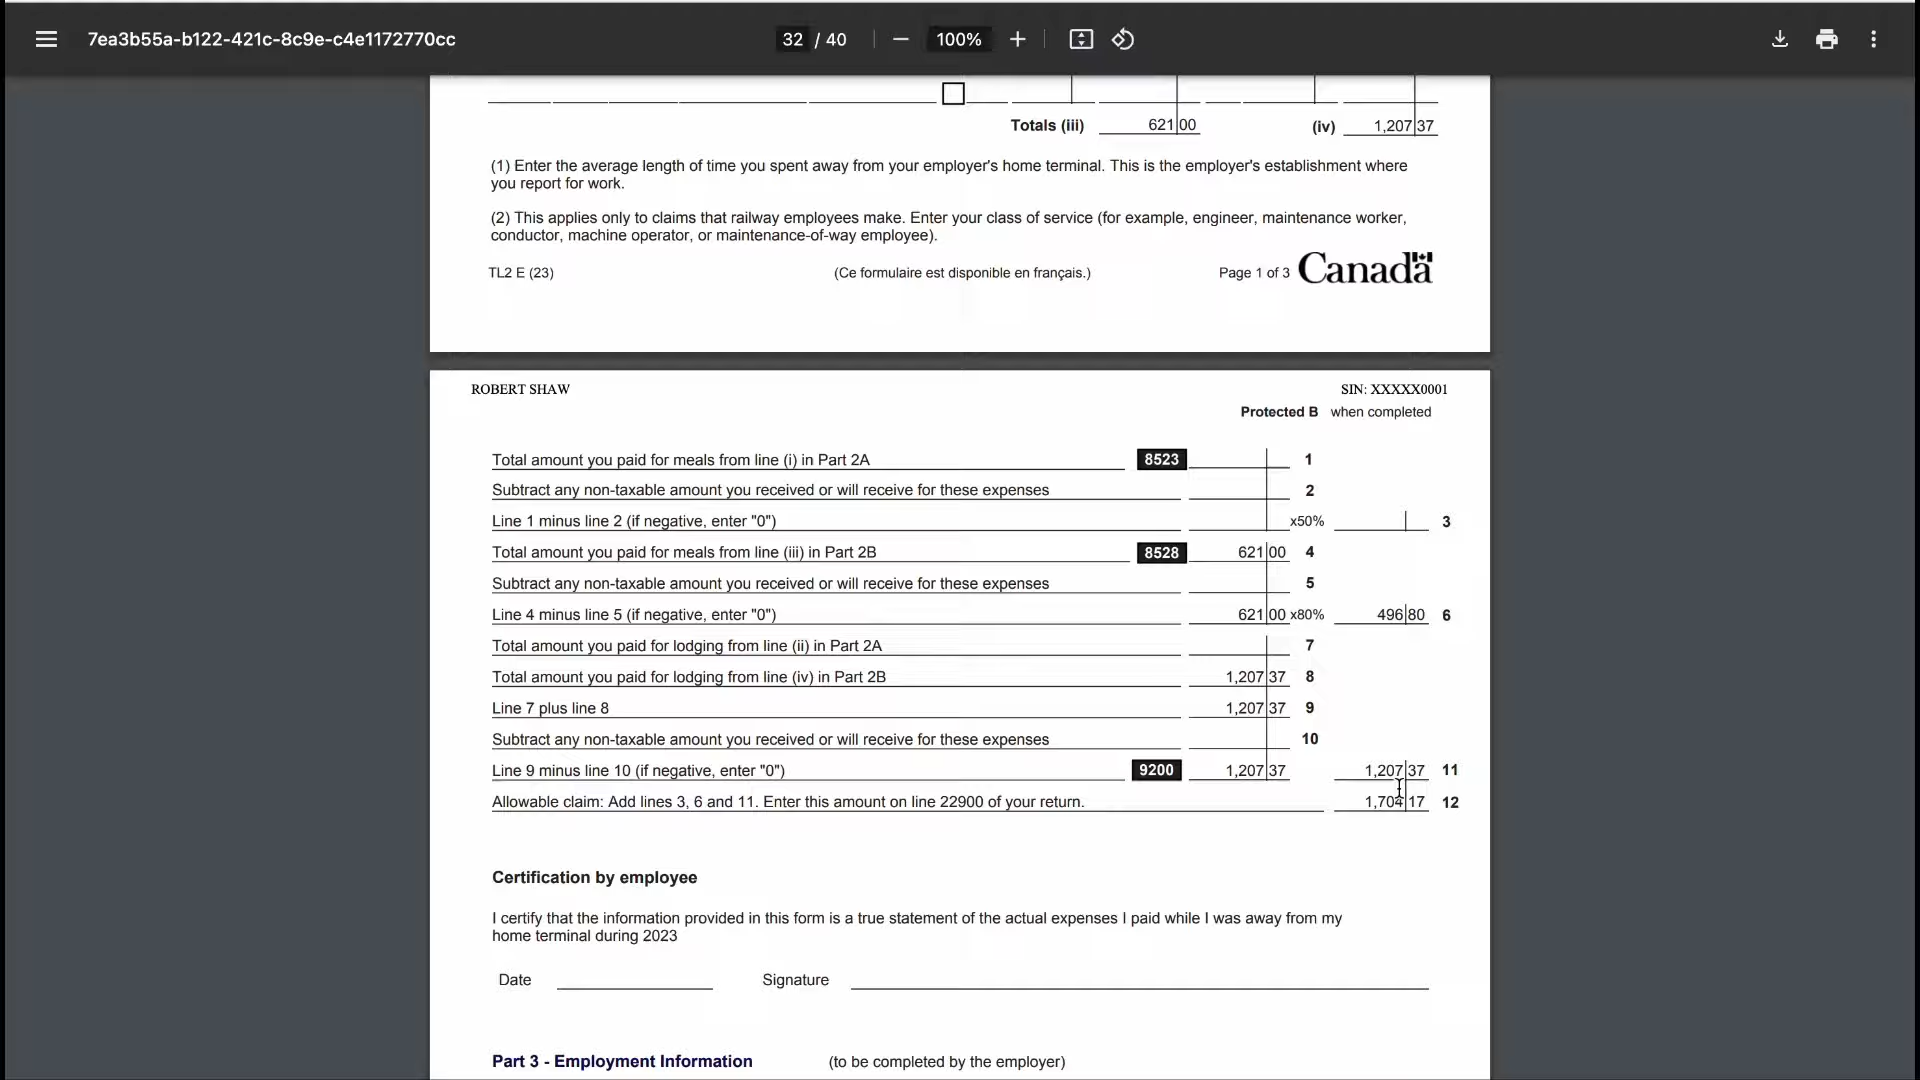 7ea3b55a-b122-421c-8c9e-c4e1172770cc 32 / 40 100%
Totals (iii) 621 00 (iv) 1,207 37
(1) Enter the average length of time you spent away from your employer's home terminal. This is the employer's establishment where
you report for work.
(2) This applies only to claims that railway employees make. Enter your class of service (for example, engineer, maintenance worker,
conductor, machine operator, or maintenance-of-way employee).
TL2 E (23) (Ce formulaire est disponible en français.) Page 1 of 3 Canada
ROBERT SHAW SIN: XXXXX0001
Protected B when completed
Total amount you paid for meals from line (i) in Part 2A 8523 1
Subtract any non-taxable amount you received or will receive for these expenses 2
Line 1 minus line 2 (if negative, enter "0") x50% 3
Total amount you paid for meals from line (iii) in Part 2B 8528 621 00 4
Subtract any non-taxable amount you received or will receive for these expenses 5
Line 4 minus line 5 (if negative, enter "0") 621 00 x80% 496 80 6
Total amount you paid for lodging from line (ii) in Part 2A 7
Total amount you paid for lodging from line (iv) in Part 2B 1,207 37 8
Line 7 plus line 8 1,207 37 9
Subtract any non-taxable amount you received or will receive for these expenses 10
Line 9 minus line 10 (if negative, enter "0") 9200 1,207 37 1,207 37 11
Allowable claim: Add lines 3, 6 and 11. Enter this amount on line 22900 of your return. 1,704 17 12
Certification by employee
I certify that the information provided in this form is a true statement of the actual expenses I paid while I was away from my
home terminal during 2023
Date Signature
Part 3 - Employment Information (to be completed by the employer)